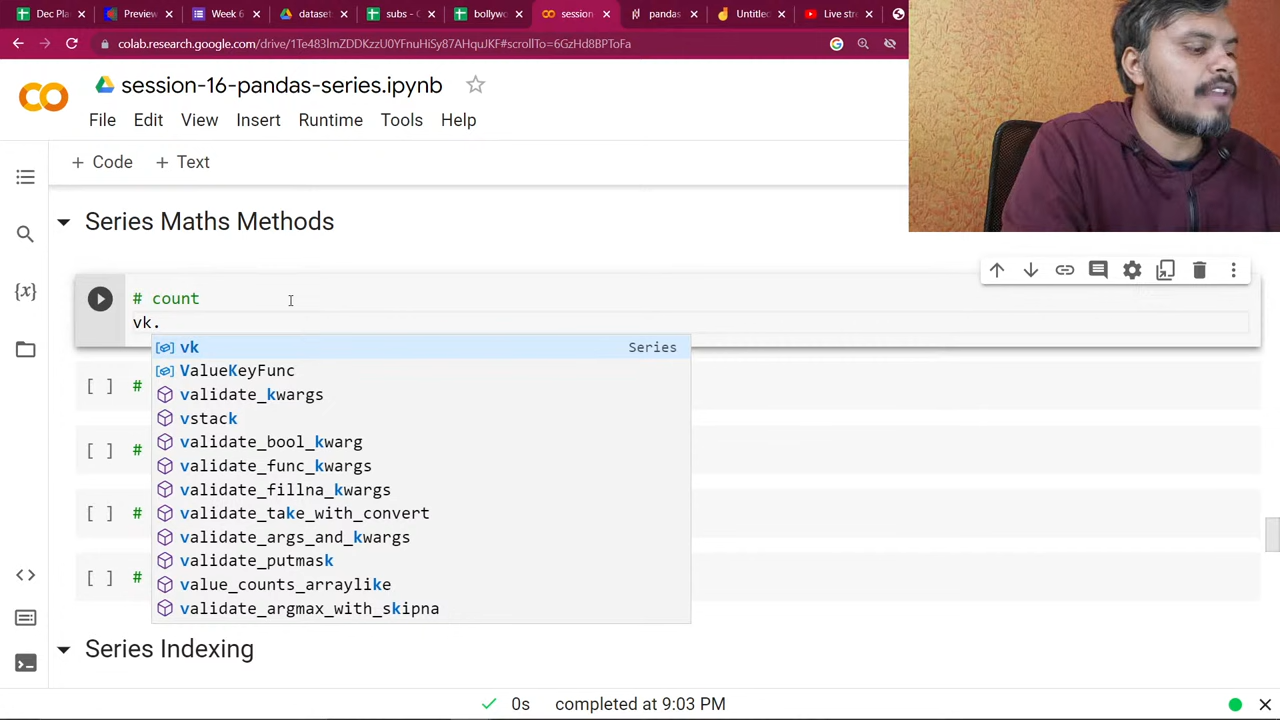 Dec Plan
Preview
Week 6
dataset
subs - G
bollywo
session
pandas
Untitled
Live str
colab.research.google.com/drive/1Te483lmZDDKzzU0YFnuHiSy87AHquJKF#scrollTo=6GzHd8BPToFa
session-16-pandas-series.ipynb
File Edit View Insert Runtime Tools Help
+ Code + Text
Series Maths Methods
# count
vk.
vk Series
ValueKeyFunc
validate_kwargs
vstack
validate_bool_kwarg
validate_func_kwargs
validate_fillna_kwargs
validate_take_with_convert
validate_args_and_kwargs
validate_putmask
value_counts_arraylike
validate_argmax_with_skipna
[ ] #
[ ] #
[ ] #
[ ] #
Series Indexing
0s completed at 9:03 PM